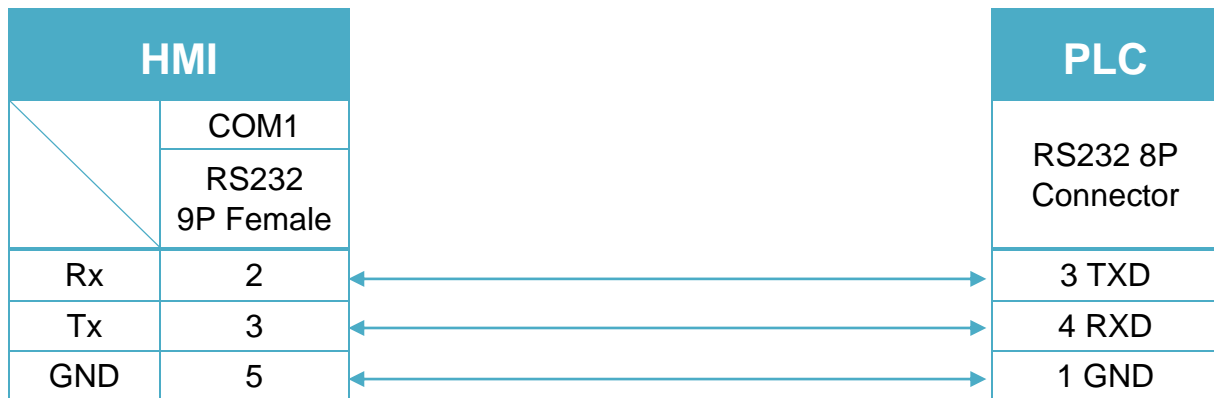 HMI
PLC
COM1
RS232
9P Female
RS232 8P
Connector
Rx 2 3 TXD
Tx 3 4 RXD
GND 5 1 GND